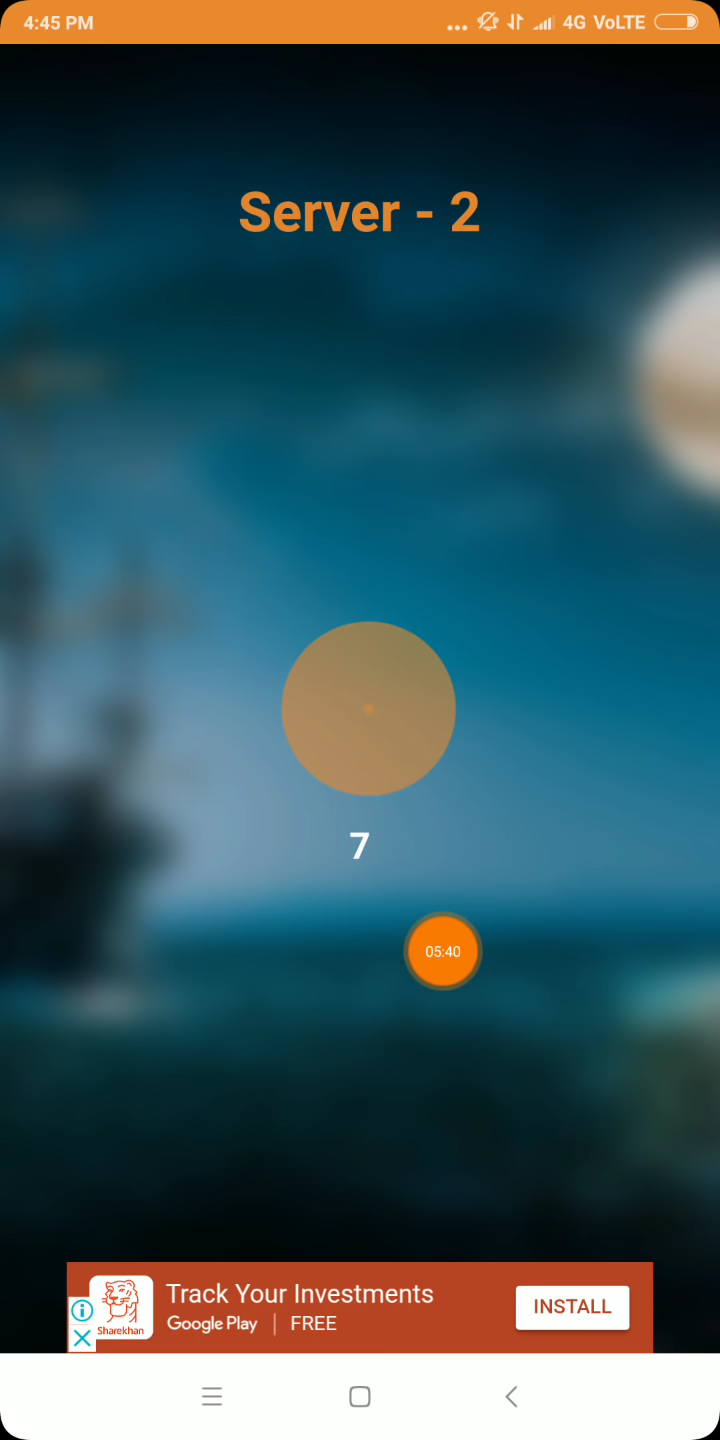 4:45 PM
4G VoLTE
Server - 2
7
05:40
Track Your Investments
Google Play | FREE
INSTALL
Sharekhan